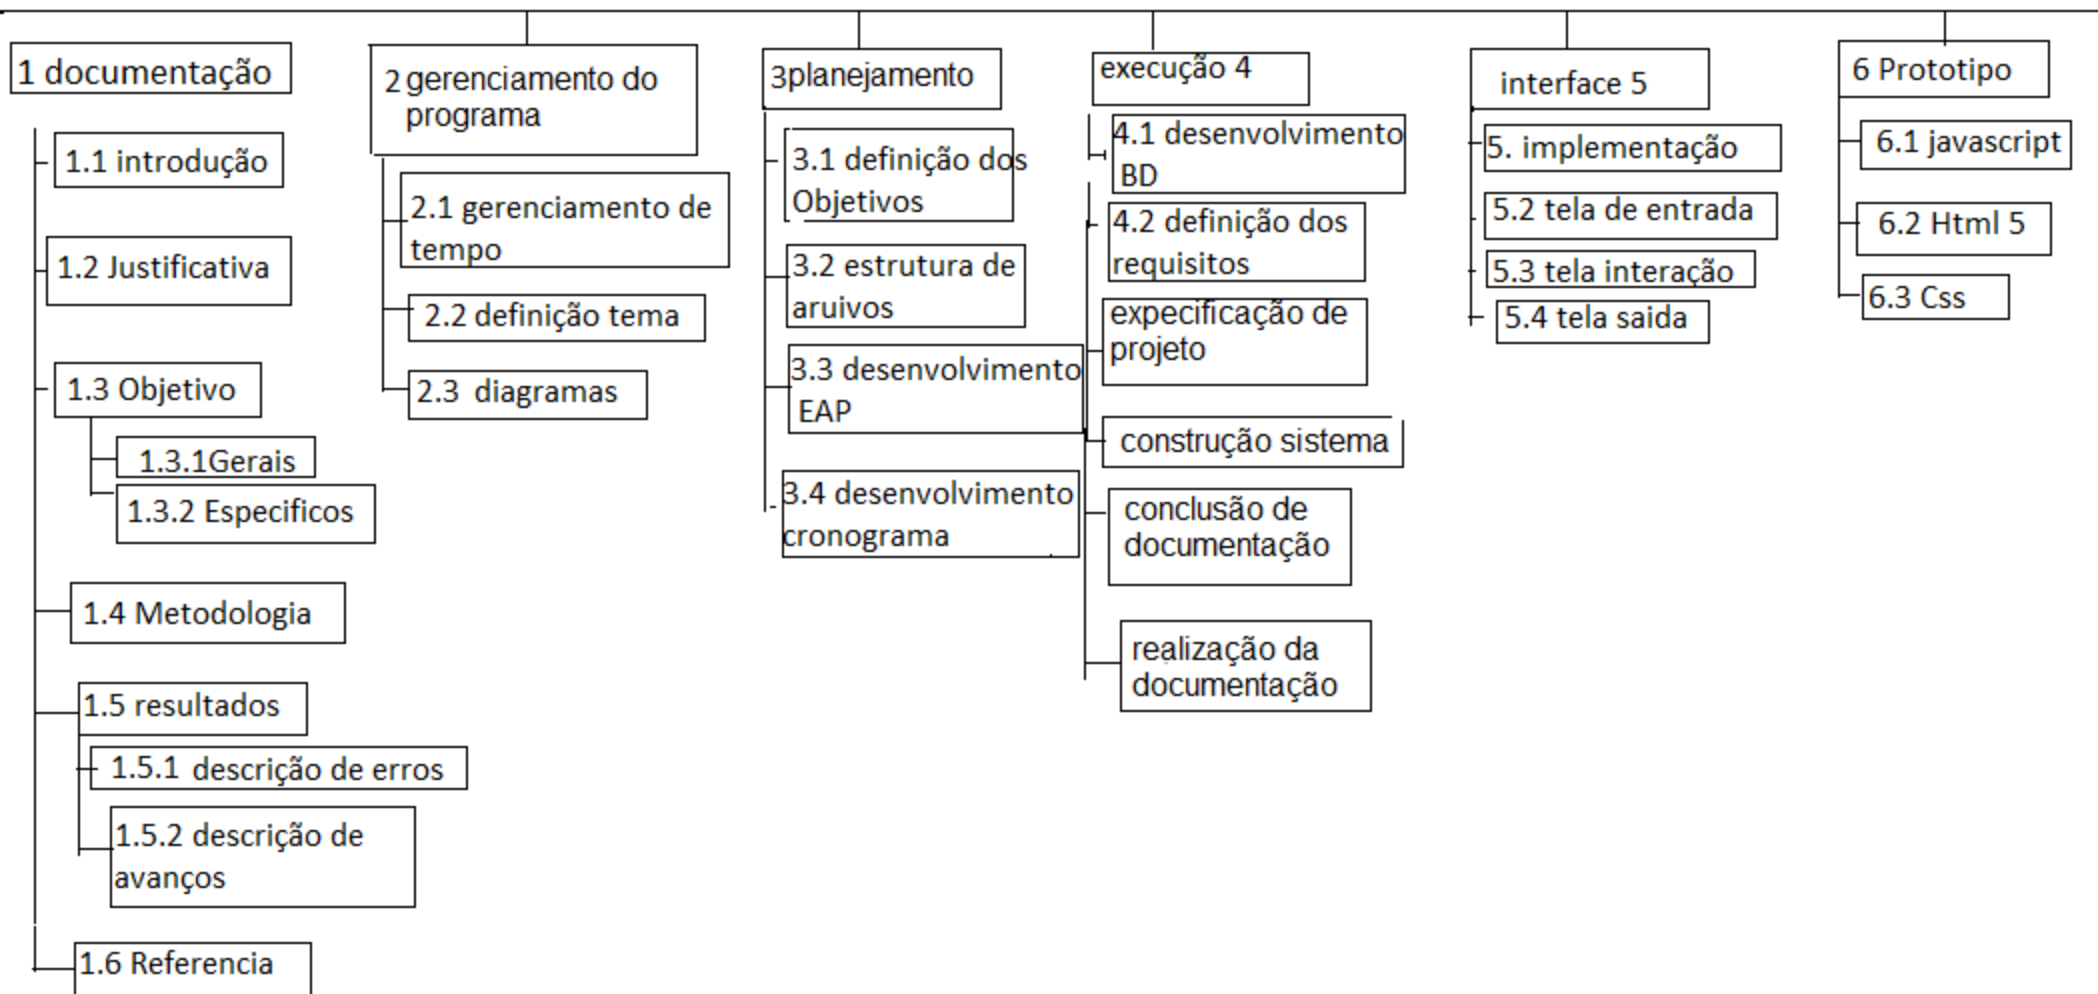 1 documentação
1.1 introdução
1.2 Justificativa
1.3 Objetivo
1.3.1Gerais
1.3.2 Especificos
1.4 Metodologia
1.5 resultados
1.5.1 descrição de erros
1.5.2 descrição de
avanços
1.6 Referencia
2 gerenciamento do
programa
2.1 gerenciamento de
tempo
2.2 definição tema
2.3 diagramas
3planejamento
3.1 definição dos
Objetivos
3.2 estrutura de
aruivos
3.3 desenvolvimento
EAP
3.4 desenvolvimento
cronograma
execução 4
4.1 desenvolvimento
BD
4.2 definição dos
requisitos
expecificação de
projeto
construção sistema
conclusão de
documentação
realização da
documentação
interface 5
5. implementação
5.2 tela de entrada
5.3 tela interação
5.4 tela saida
6 Prototipo
6.1 javascript
6.2 Html 5
6.3 Css